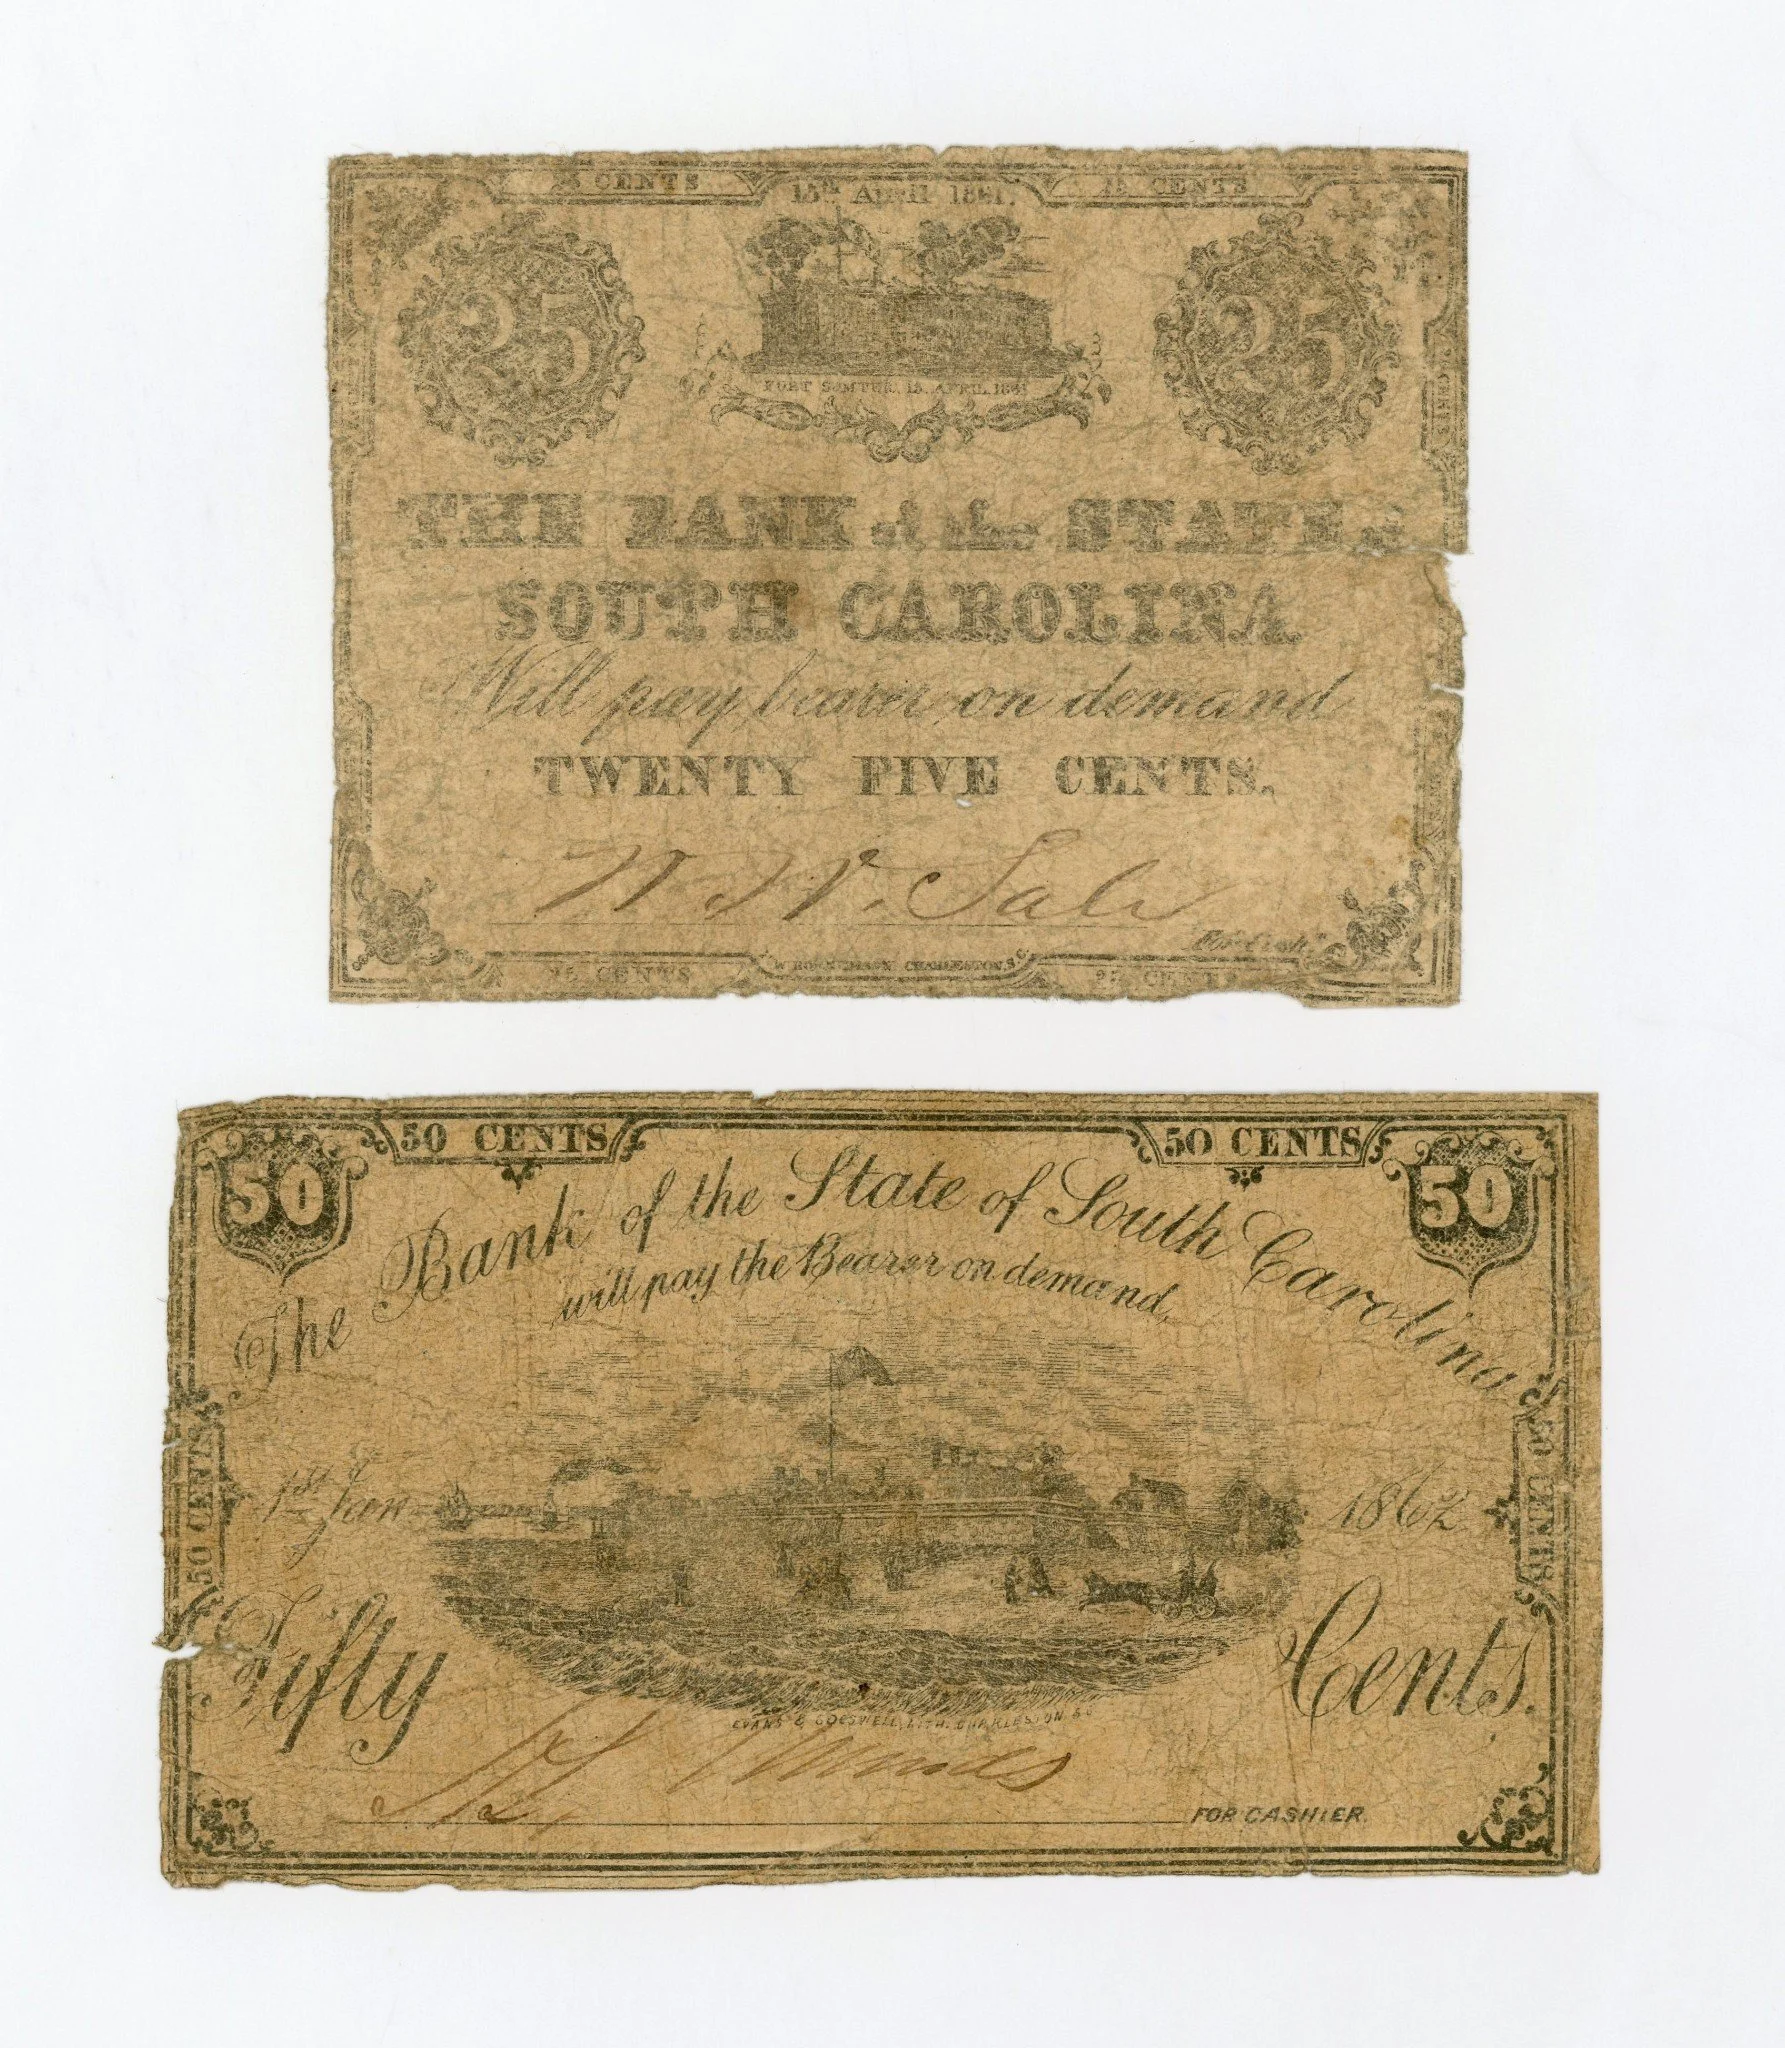 CENTS
15th April 1861.
25 CENTS
25
25
FORT SUMTER, 13. APRIL, 1861
THE BANK of the STATE of
SOUTH CAROLINA
Will pay bearer on demand
TWENTY FIVE CENTS.
For Cash.r
25 CENTS
CHARLESTON, S.C.
25 CENTS
50 CENTS
50 CENTS
50
50
The Bank of the State of South Carolina
will pay the Bearer on demand,
50 CENTS
1st Jan
1862
50 CENTS
Fifty
Cents.
EVANS & COGSWELL, LITH. CHARLESTON S.C.
FOR CASHIER.